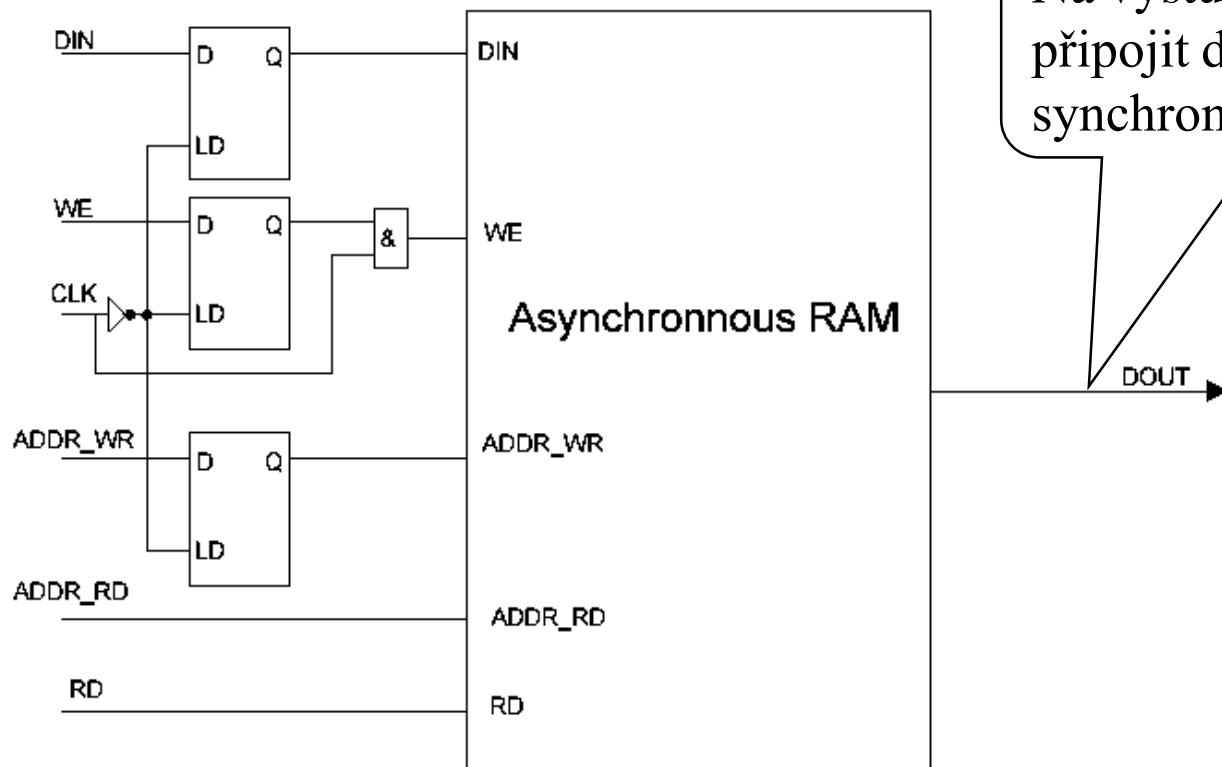 Na
připojit
synchron
DIN
D
Q
LD
DIN
WE
D
Q
&
WE
CLK
LD
Asynchronnous RAM
DOUT
ADDR_WR
D
Q
ADDR_WR
LD
ADDR_RD
ADDR_RD
RD
RD